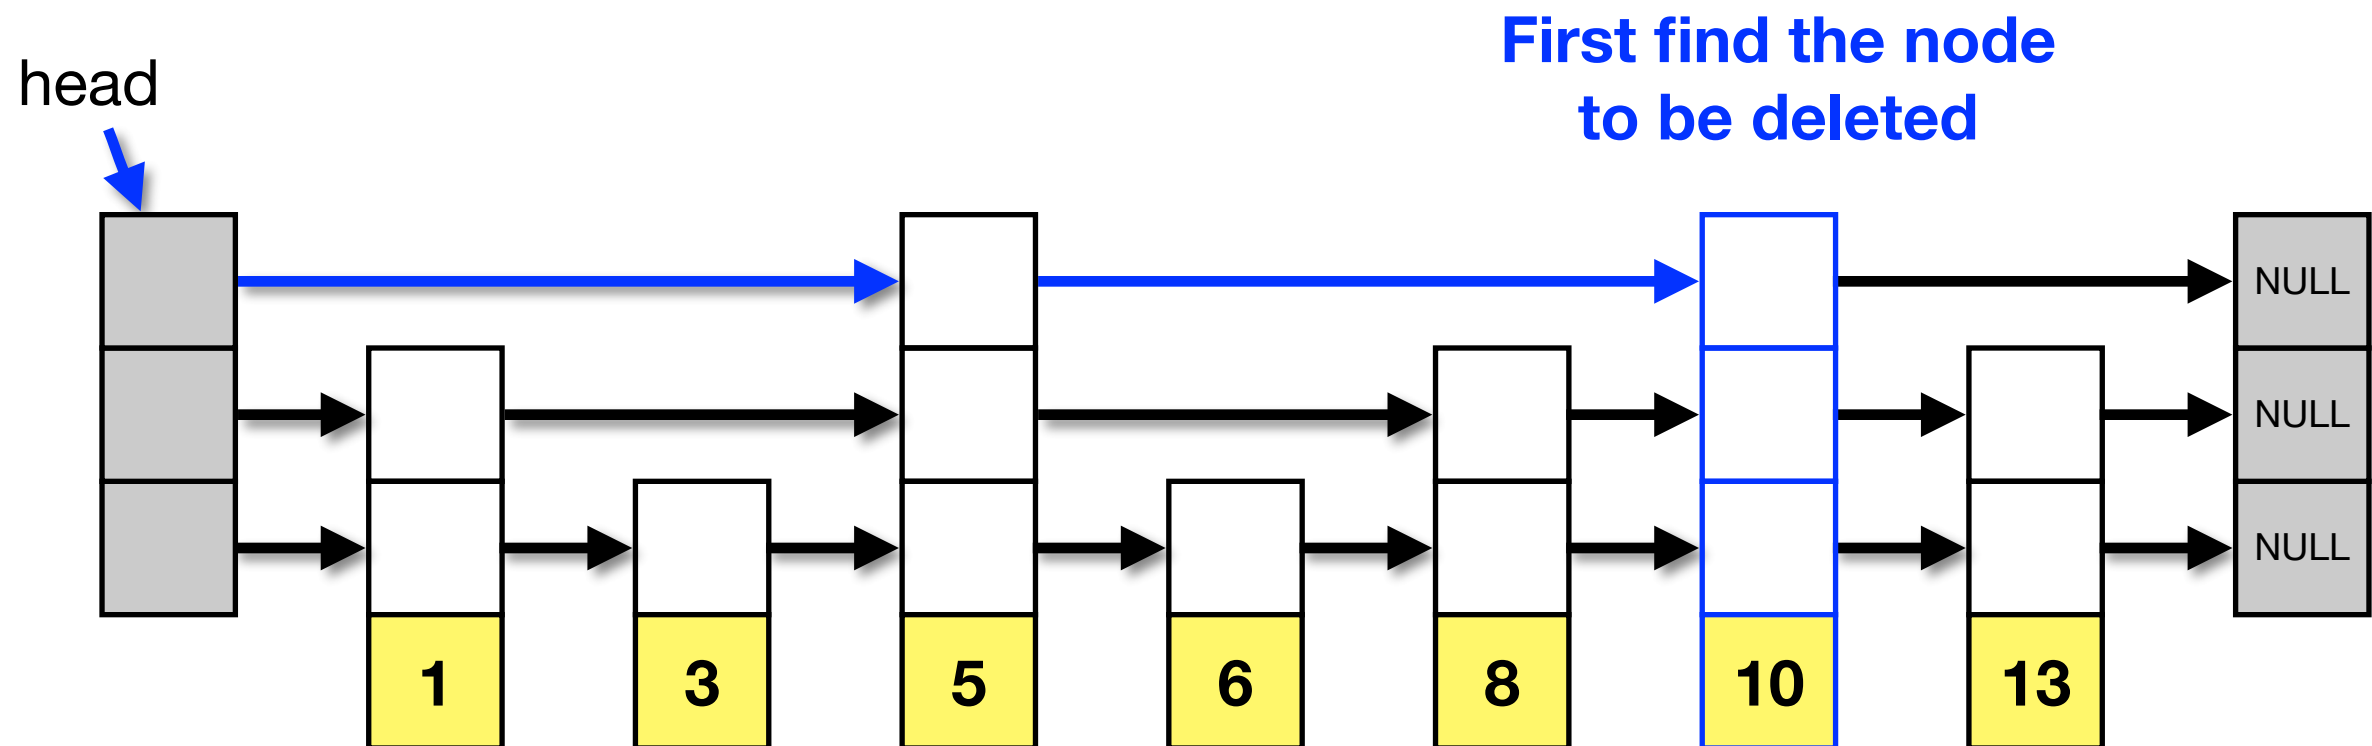 First find the node
to be deleted
head
NULL
NULL
NULL
1 3 5 6 8 10 13